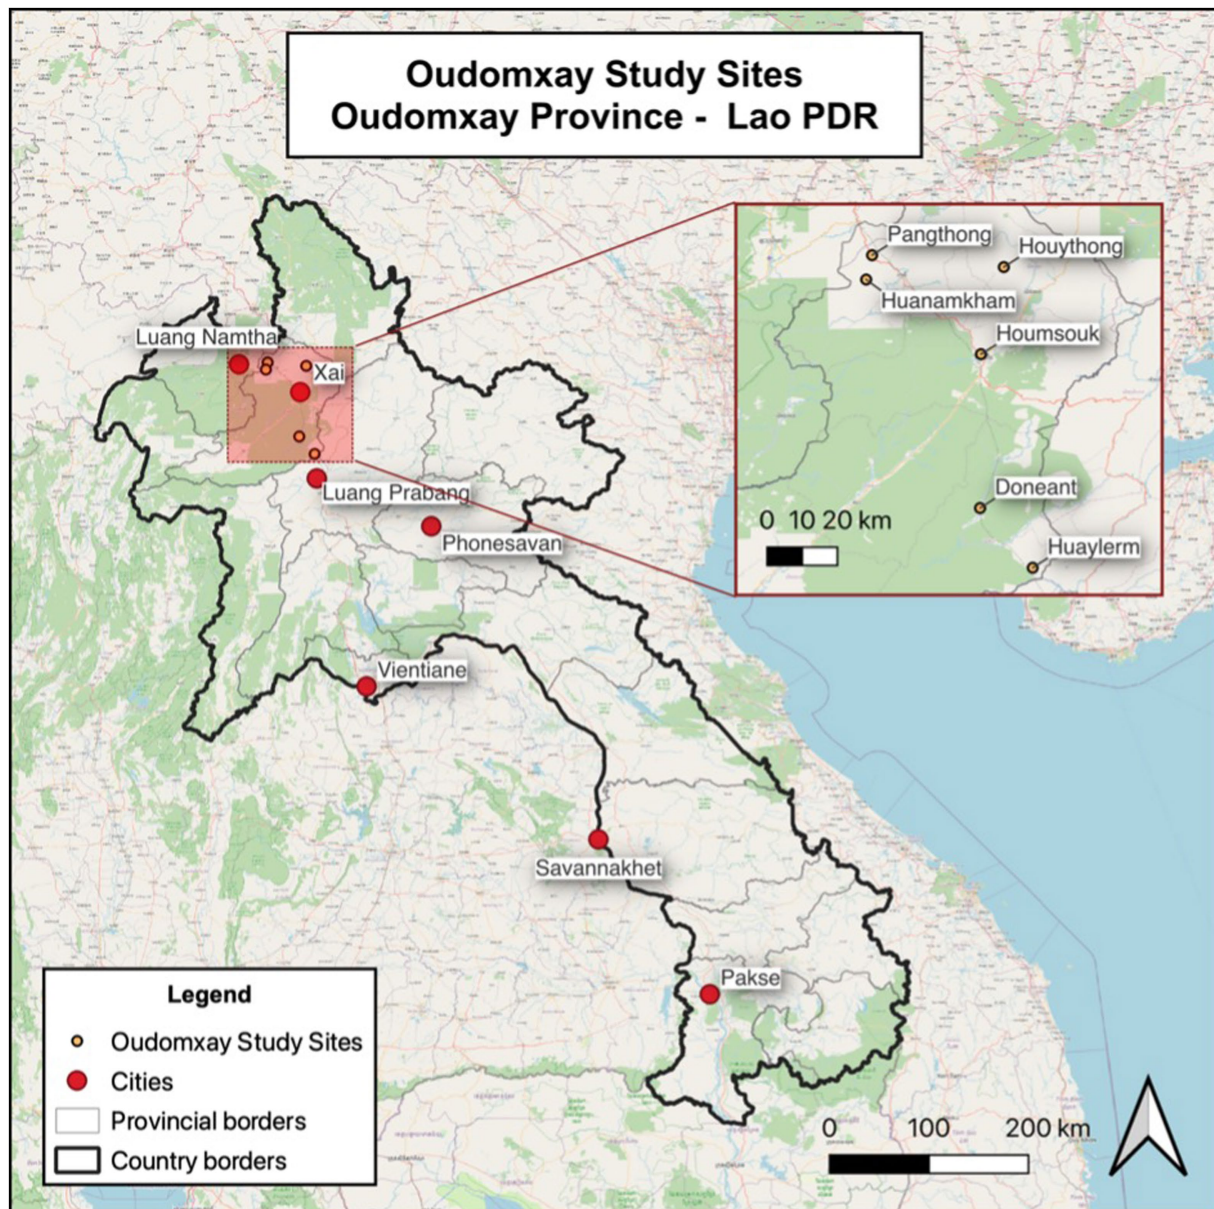 Oudomxay Study Sites
Oudomxay Province - Lao PDR
Pangthong
Houythong
Huanamkham
Houmsouk
Doneant
Huaylerm
0 10 20 km
Luang Namtha
Xai
Luang Prabang
Phonesavan
Vientiane
Savannakhet
Pakse
Legend
Oudomxay Study Sites
Cities
Provincial borders
Country borders
0 100 200 km